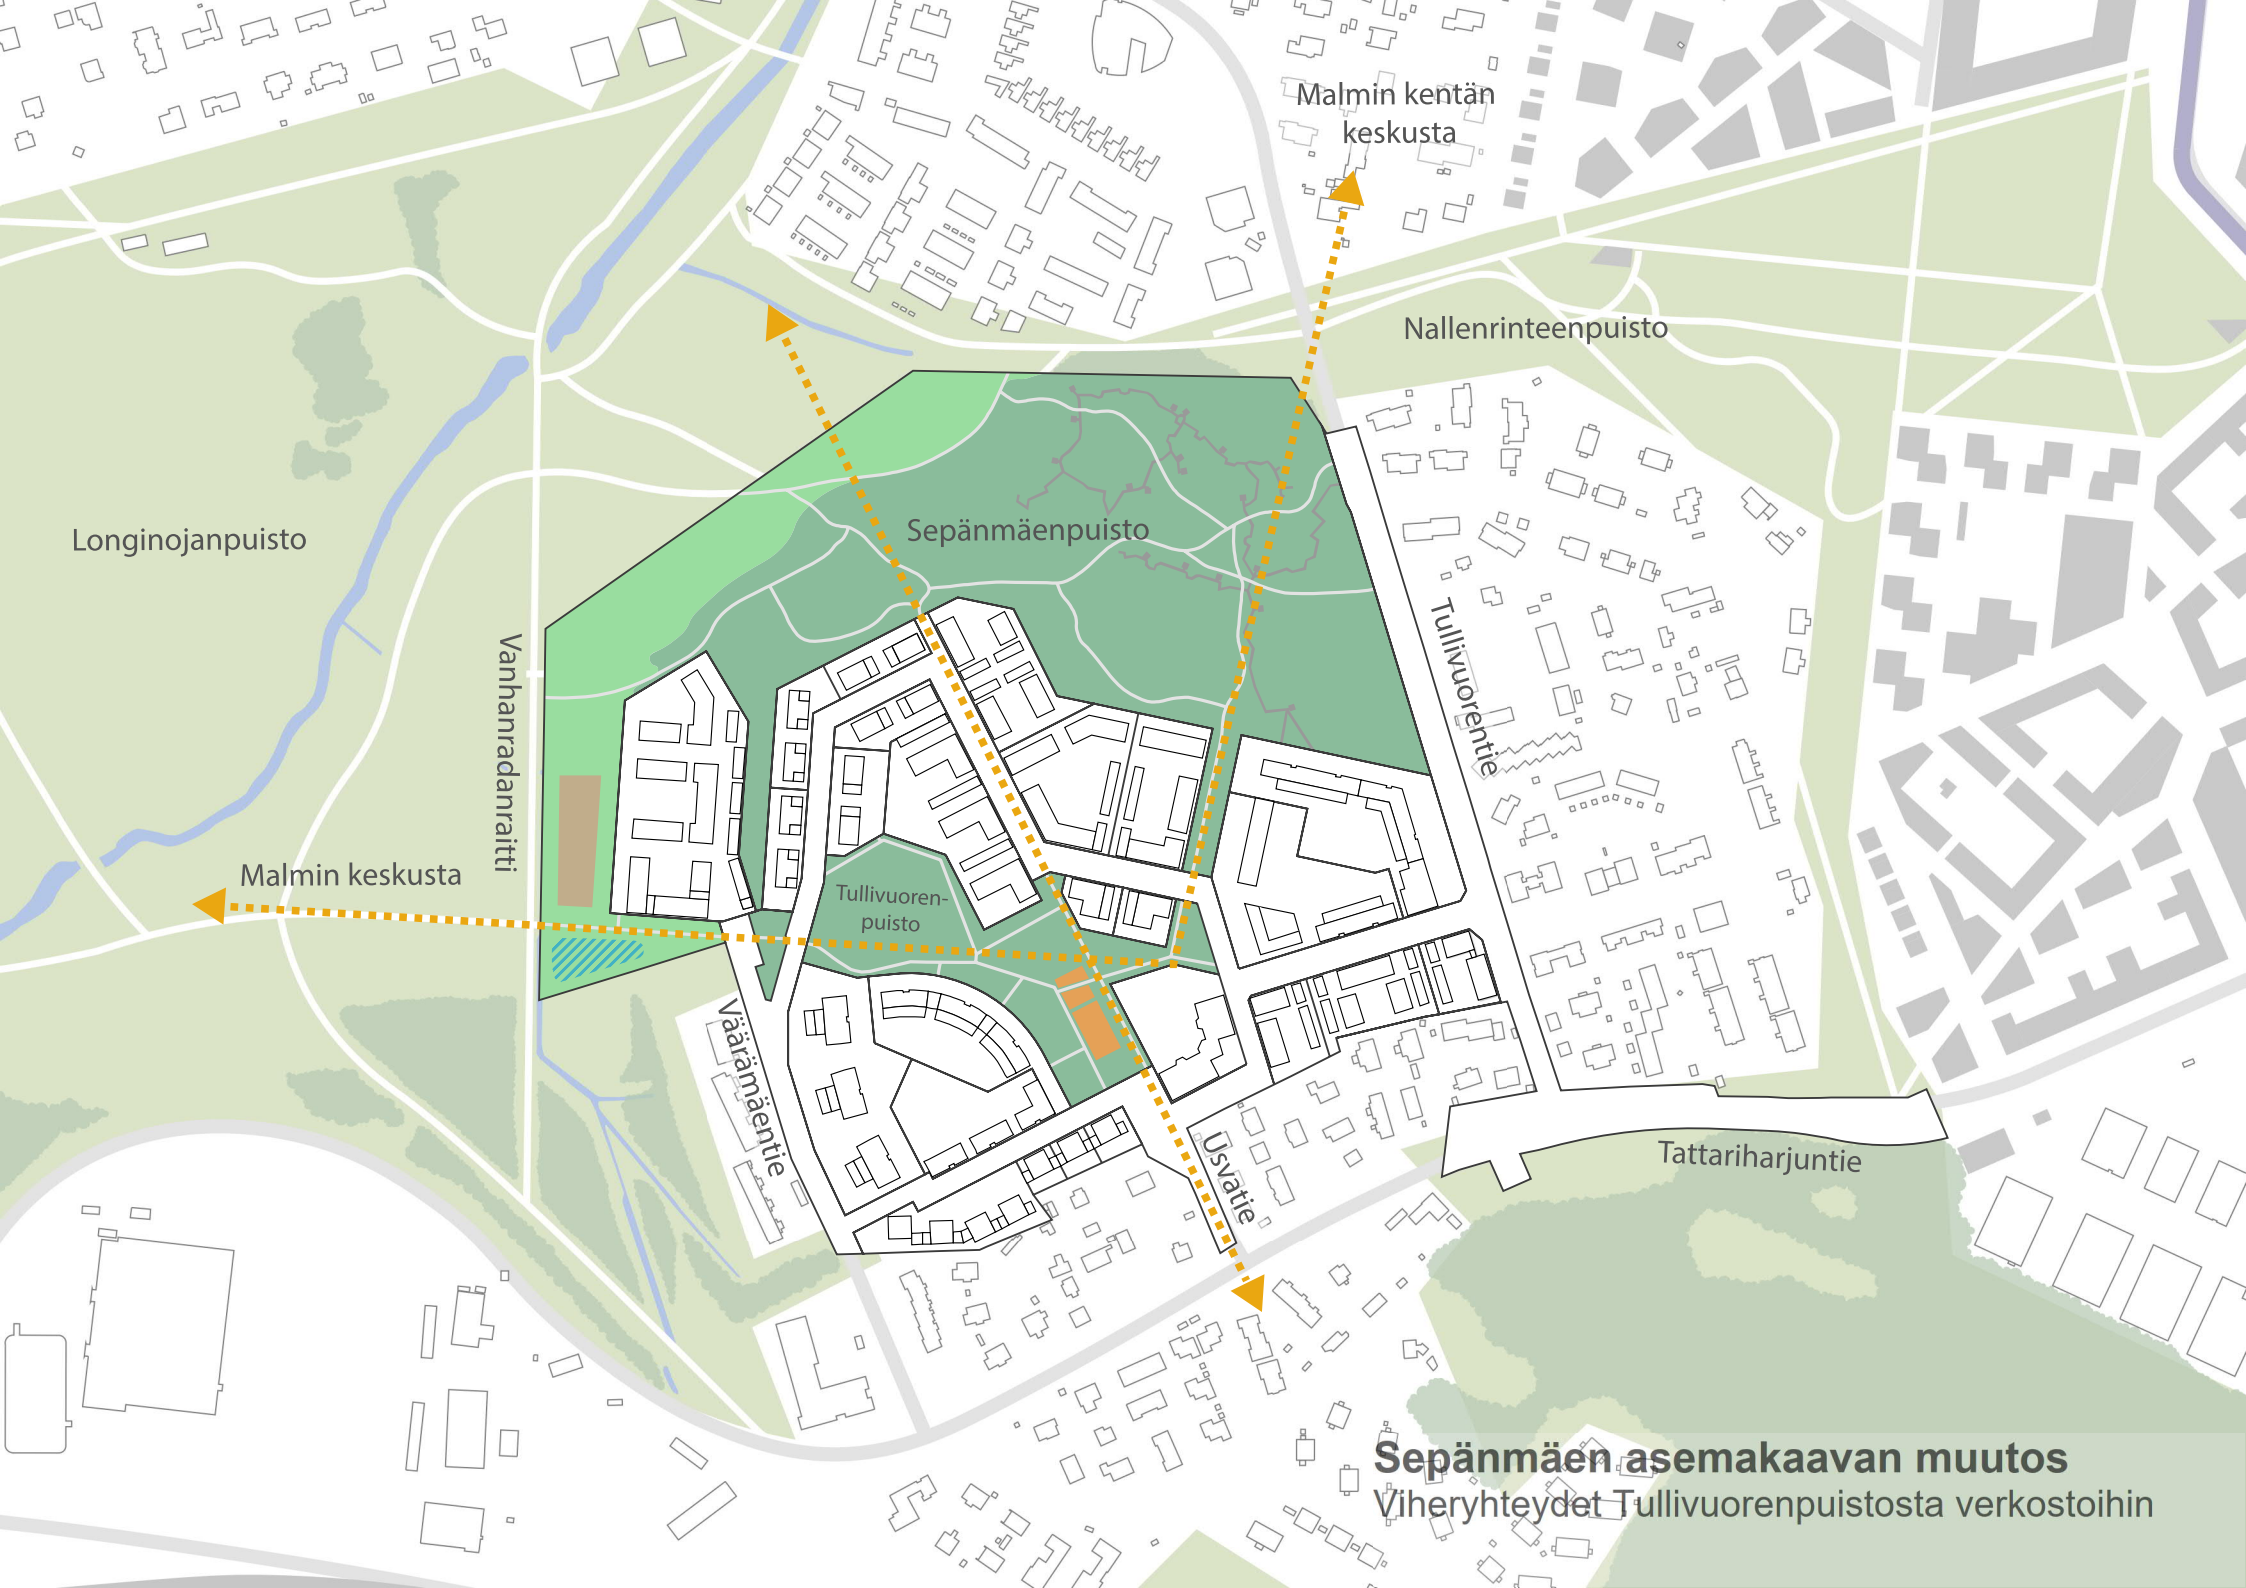 Malmin kentän
keskusta
Nallenrinteenpuisto
Sepänmäenpuisto
Longinojanpuisto
Tullivuorentie
Vanhanradanraitti
Malmin keskusta
Tullivuoren-
puisto
Väärämäentie
Usvatie
Tattariharjuntie
Sepänmäen asemakaavan muutos
Viheryhteydet Tullivuorenpuistosta verkostoihin